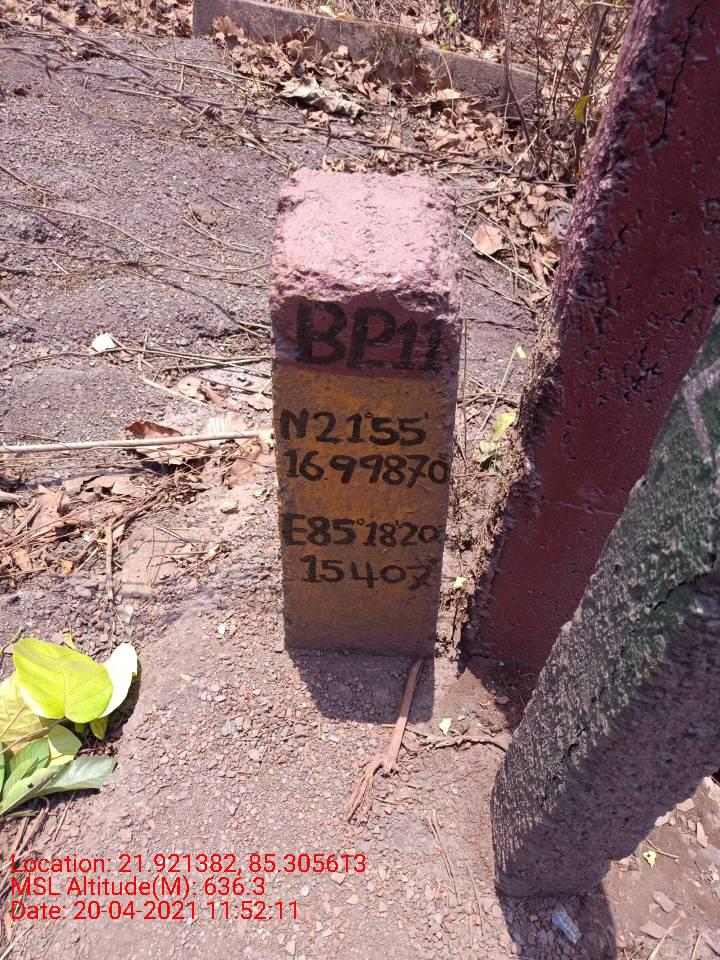 BP11
N21°55'
16.99870
E85°18'20
15407
Location: 21.921382, 85.305613
MSL Altitude(M): 636.3
Date: 20-04-2021 11:52:11